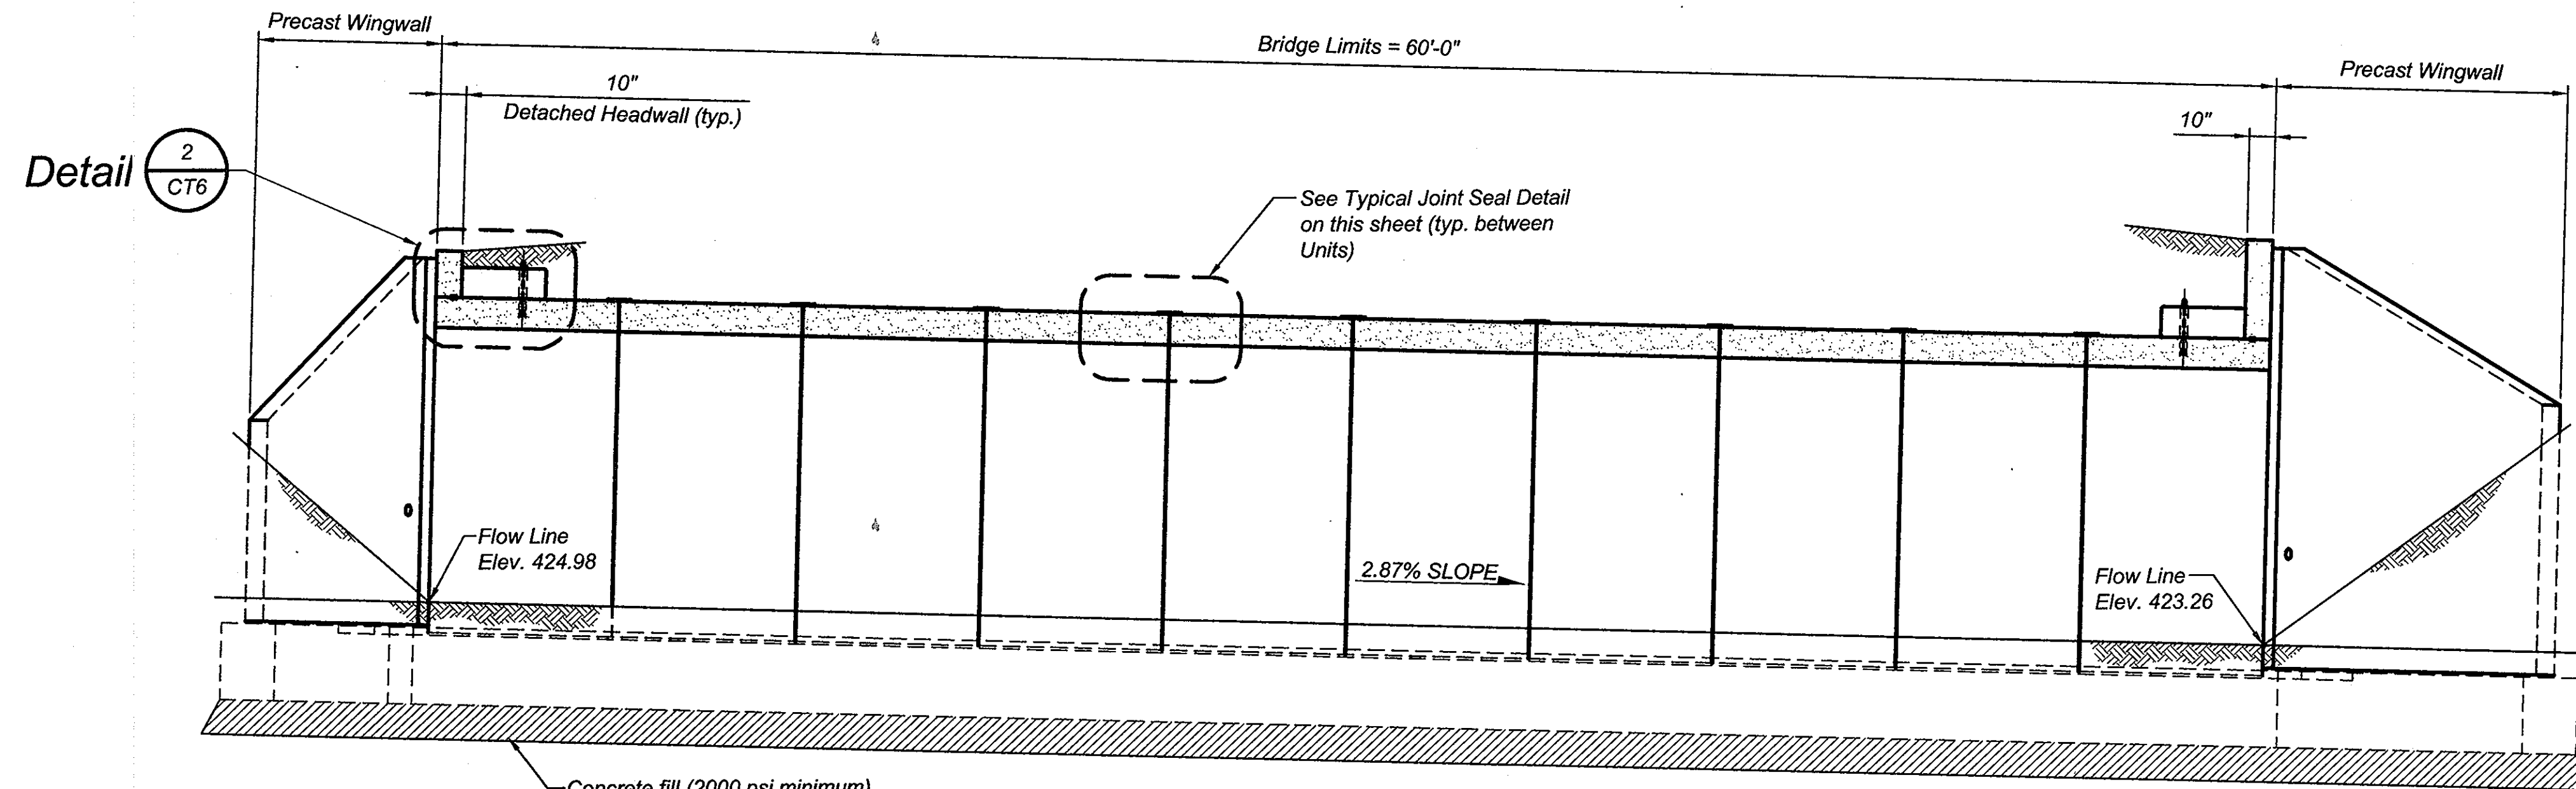 Precast Wingwall
Bridge Limits = 60'-0"
Precast Wingwall
10"
Detached Headwall (typ.)
10"
Detail
2
CT6
See Typical Joint Seal Detail
on this sheet (typ. between
Units)
Flow Line
Elev. 424.98
2.87% SLOPE
Flow Line
Elev. 423.26
Concrete fill (2000 psi minimum)